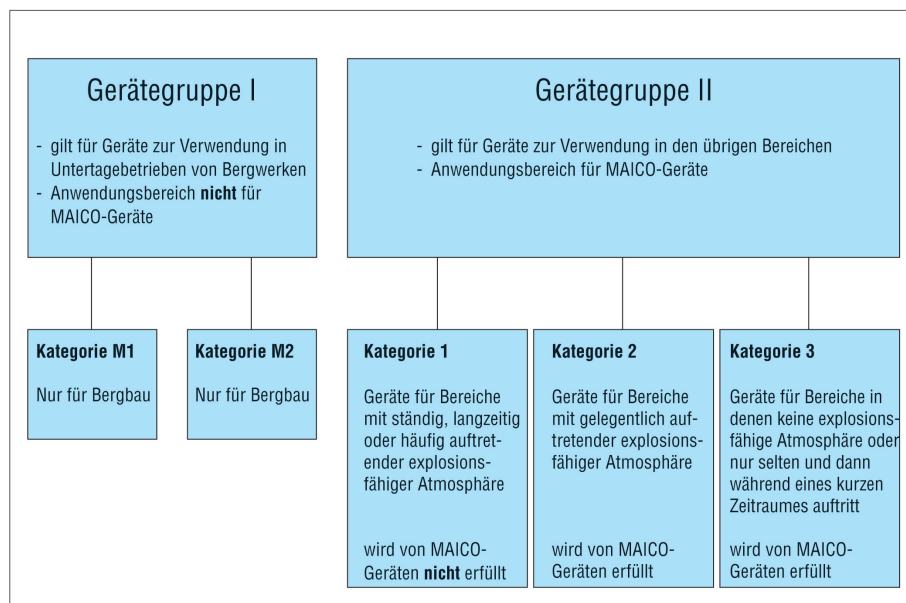 Gerätegruppe I
- gilt für Geräte zur Verwendung in
Untertagebetrieben von Bergwerken
- Anwendungsbereich nicht für
MAICO-Geräte
Gerätegruppe II
- gilt für Geräte zur Verwendung in den übrigen Bereichen
- Anwendungsbereich für MAICO-Geräte
Kategorie M1
Nur für Bergbau
Kategorie M2
Nur für Bergbau
Kategorie 1
Geräte für Bereiche
mit ständig, langzeitig
oder häufig auftret-
ender explosions-
fähiger Atmosphäre
wird von MAICO-
Geräten nicht erfüllt
Kategorie 2
Geräte für Bereiche
mit gelegentlich auf-
tretender explosions-
fähiger Atmosphäre
wird von MAICO-
Geräten erfüllt
Kategorie 3
Geräte für Bereiche in
denen keine explosions-
fähige Atmosphäre oder
nur selten und dann
während eines kurzen
Zeitraumes auftritt
wird von MAICO-
Geräten erfüllt